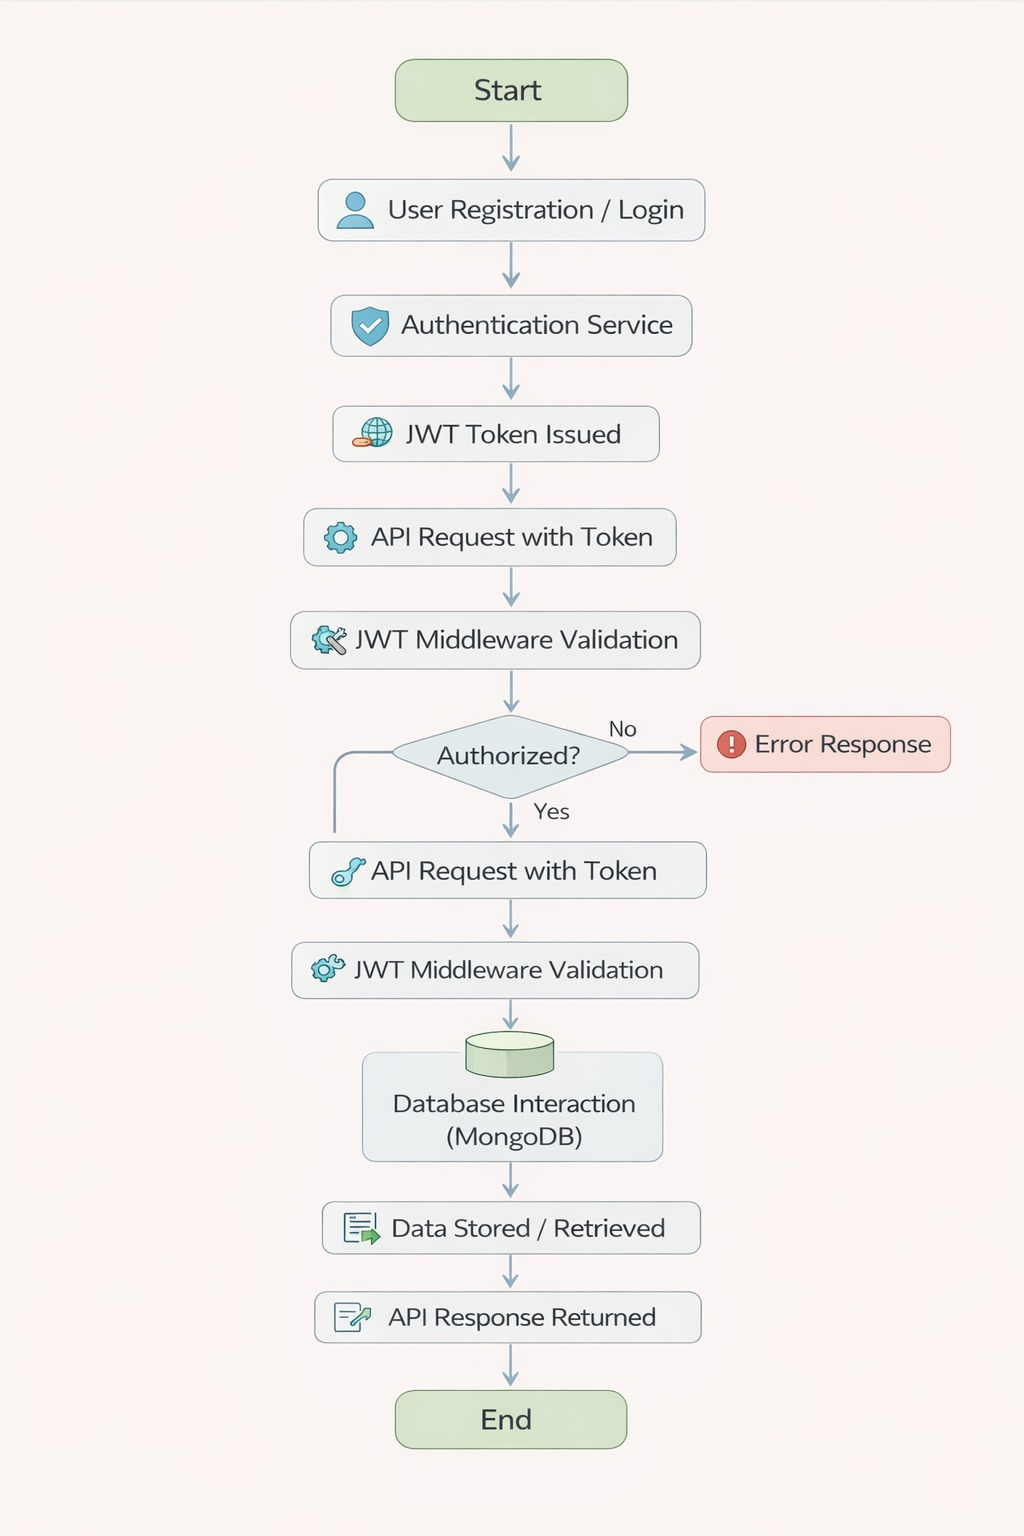 Start
User Registration / Login
Authentication Service
JWT Token Issued
API Request with Token
JWT Middleware Validation
No
Authorized?
Error Response
Yes
API Request with Token
JWT Middleware Validation
Database Interaction
(MongoDB)
Data Stored / Retrieved
API Response Returned
End